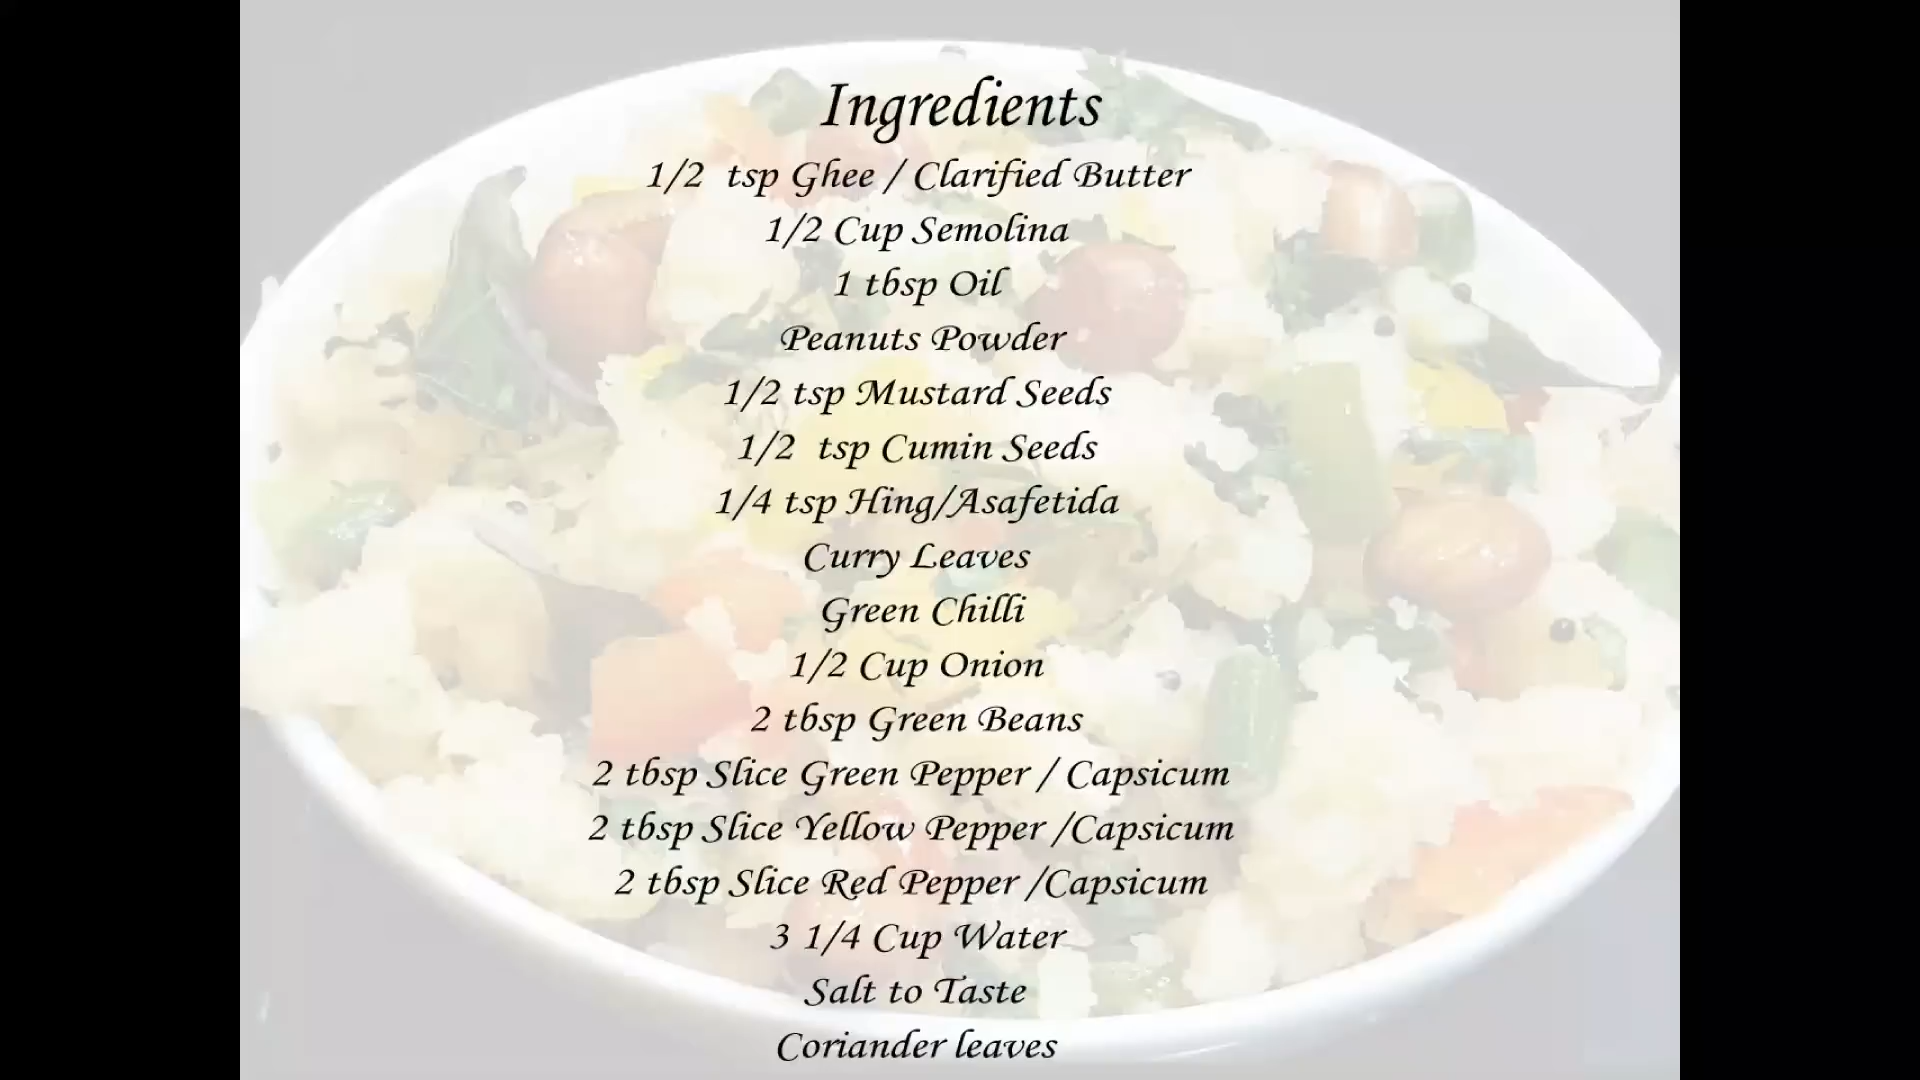 Ingredients
1/2 tsp Ghee / Clarified Butter
1/2 Cup Semolina
1 tbsp Oil
Peanuts Powder
1/2 tsp Mustard Seeds
1/2 tsp Cumin Seeds
1/4 tsp Hing/Asafetida
Curry Leaves
Green Chilli
1/2 Cup Onion
2 tbsp Green Beans
2 tbsp Slice Green Pepper / Capsicum
2 tbsp Slice Yellow Pepper /Capsicum
2 tbsp Slice Red Pepper /Capsicum
3 1/4 Cup Water
Salt to Taste
Coriander leaves